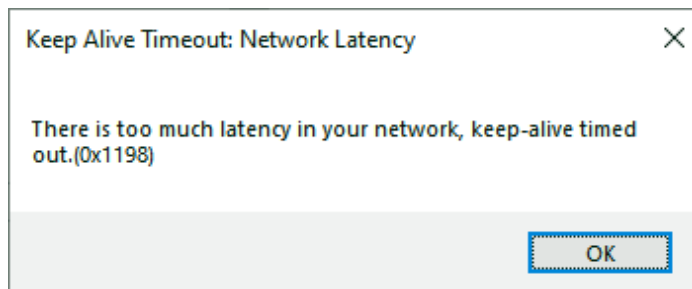 Keep Alive Timeout: Network Latency
There is too much latency in your network, keep-alive timed
out.(0x1198)
OK